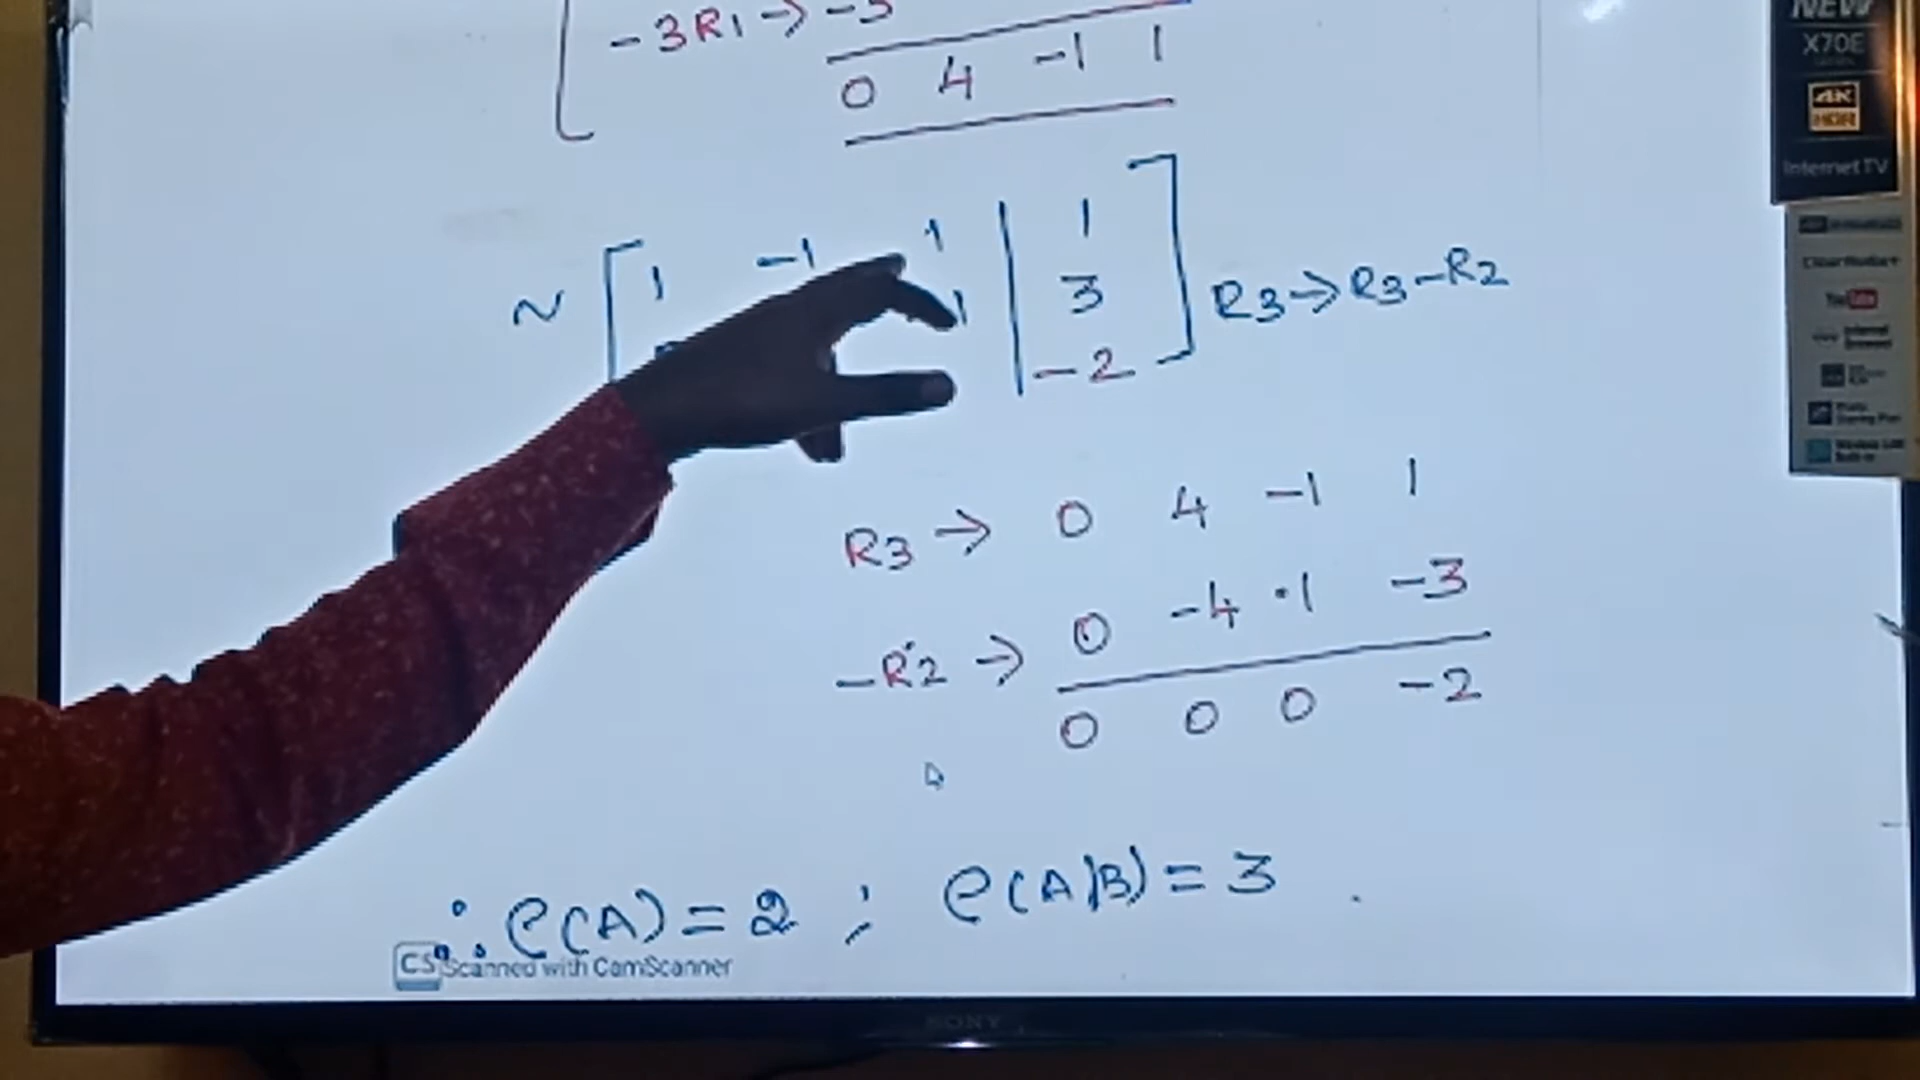 -3R1 → -3
0 4 -1 1
~ [ 1 -1 1 | 1 ]
1 | 3 R3 → R3-R2
-2
R3 → 0 4 -1 1
-R2 → 0 -4 1 -3
0 0 0 -2
∴ ρ(A) = 2 ; ρ(A|B) = 3 .
CS Scanned with CamScanner
SONY
NEW
X70E
4K
HDR
Internet TV
YouTube